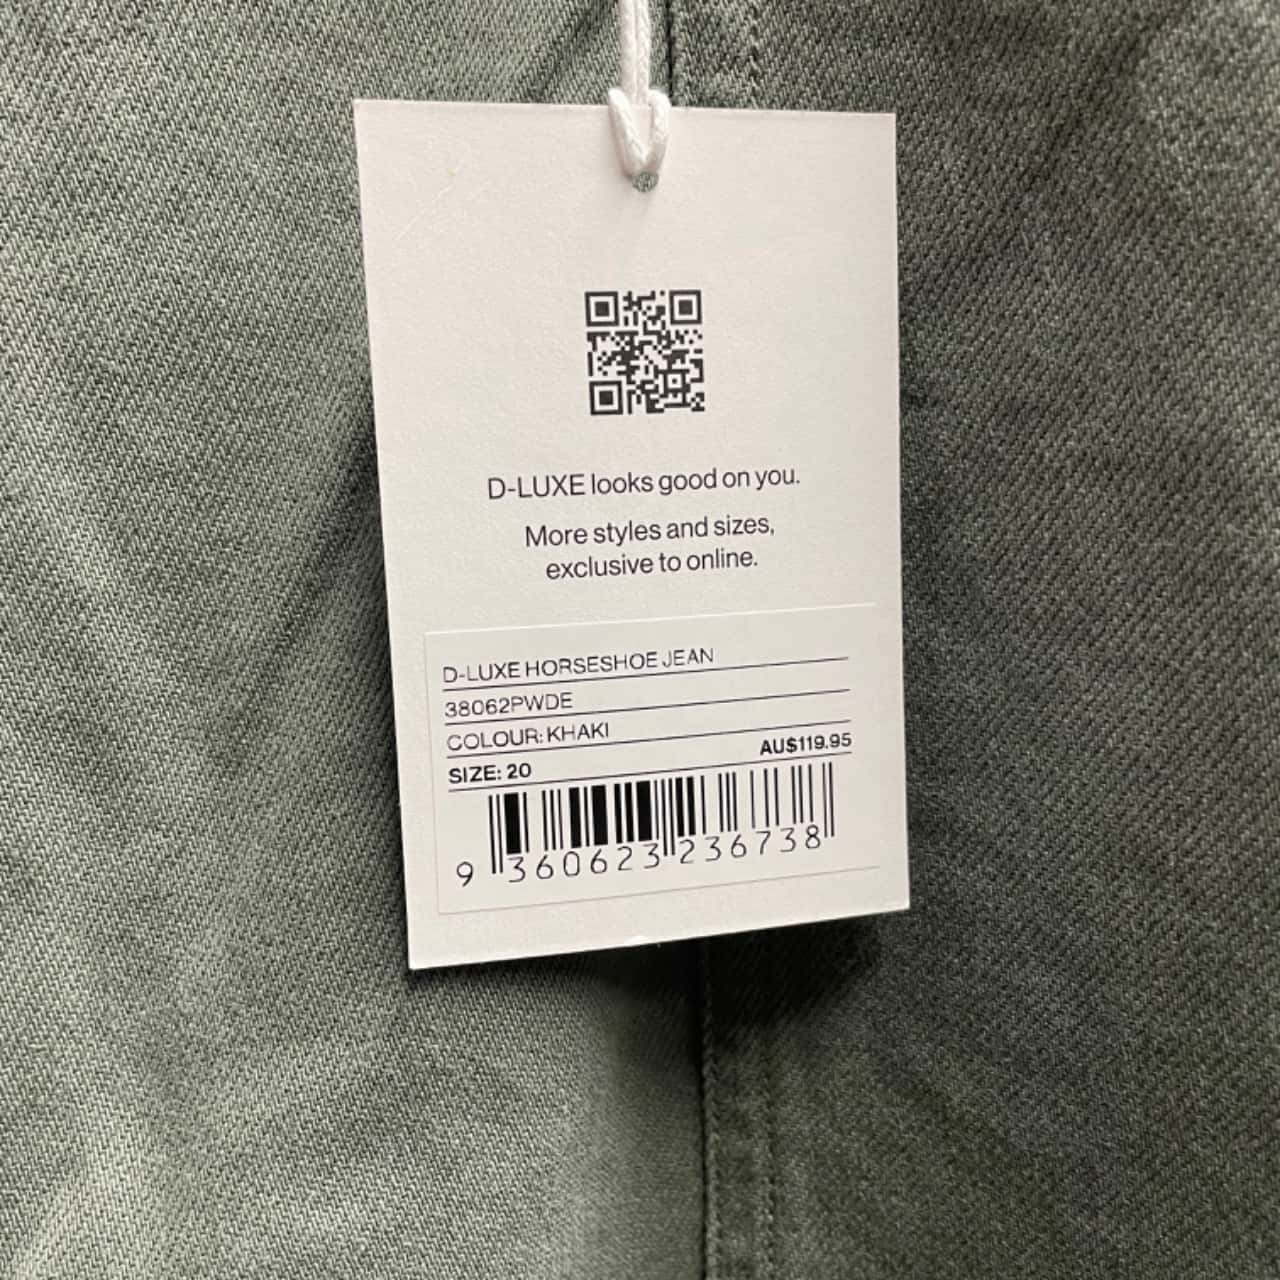 D-LUXE looks good on you.
More styles and sizes,
exclusive to online.
D-LUXE HORSESHOE JEAN
38062PWDE
COLOUR: KHAKI
SIZE: 20 AU$119.95
9 360623 236738